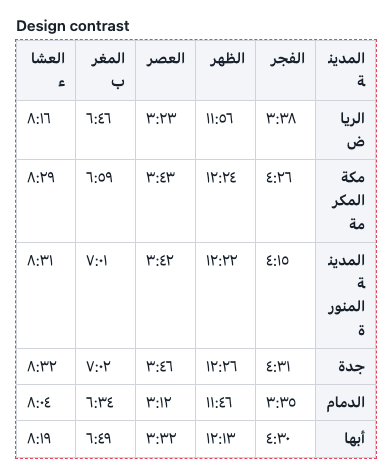 Design contrast
المدينة الفجر الظهر العصر المغرب العشاء
الرياض ٣:٣٨ ١١:٥٦ ٣:٢٣ ٦:٤٦ ٨:١٦
مكة المكرمة ٤:٢٦ ١٢:٢٤ ٣:٤٣ ٦:٥٩ ٨:٢٩
المدينة المنورة ٤:١٥ ١٢:٢٢ ٣:٤٢ ٧:٠١ ٨:٣١
جدة ٤:٣١ ١٢:٢٦ ٣:٤٦ ٧:٠٢ ٨:٣٢
الدمام ٣:٣٥ ١١:٤٦ ٣:١٢ ٦:٣٤ ٨:٠٤
أبها ٤:٣٠ ١٢:١٣ ٣:٣٢ ٦:٤٩ ٨:١٩